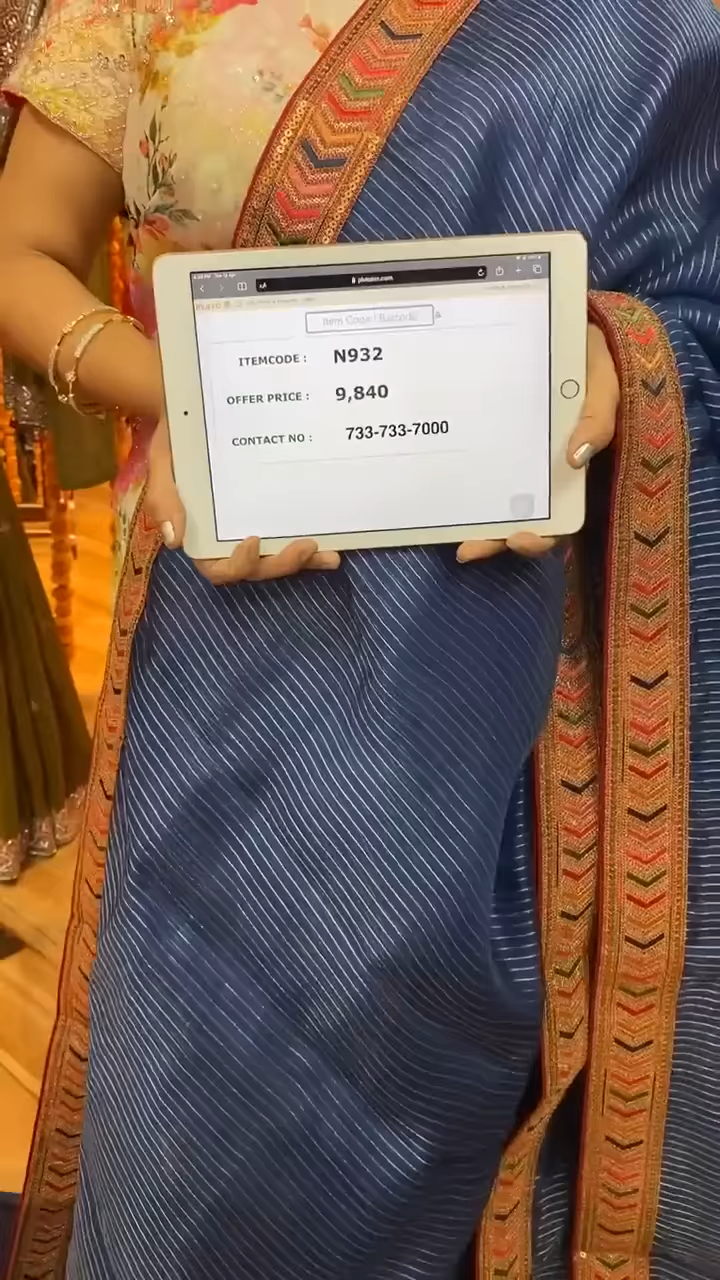 Item Code / Barcode
ITEMCODE : N932
OFFER PRICE : 9,840
CONTACT NO : 733-733-7000